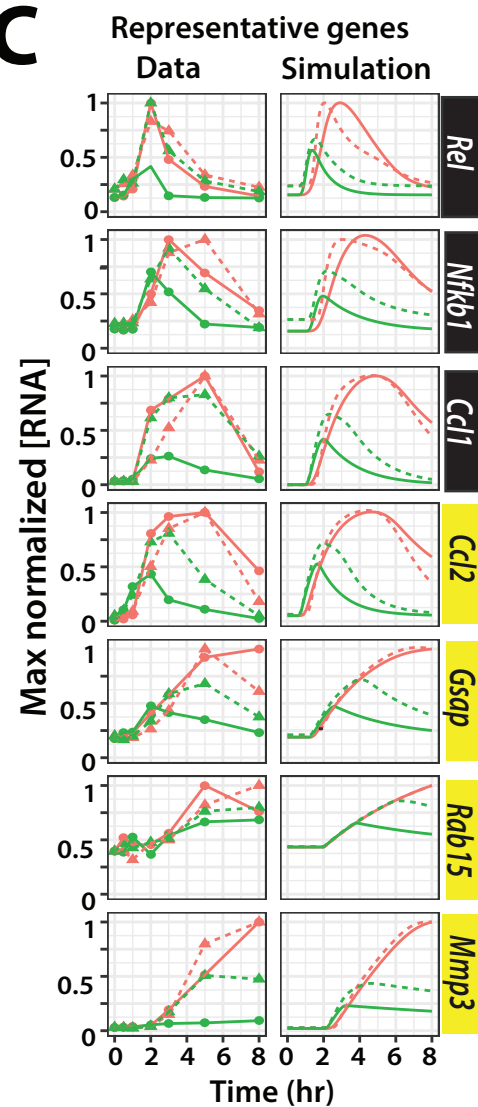 C
Representative genes
Data Simulation
Max normalized [RNA]
1
0.5
0
Rel
1
0.5
0
Nfkb1
1
0.5
0
Ccl1
1
0.5
0
Ccl2
1
0.5
0
Gsap
1
0.5
0
Rab15
1
0.5
0
Mmp3
0 2 4 6 8 0 2 4 6 8
Time (hr)